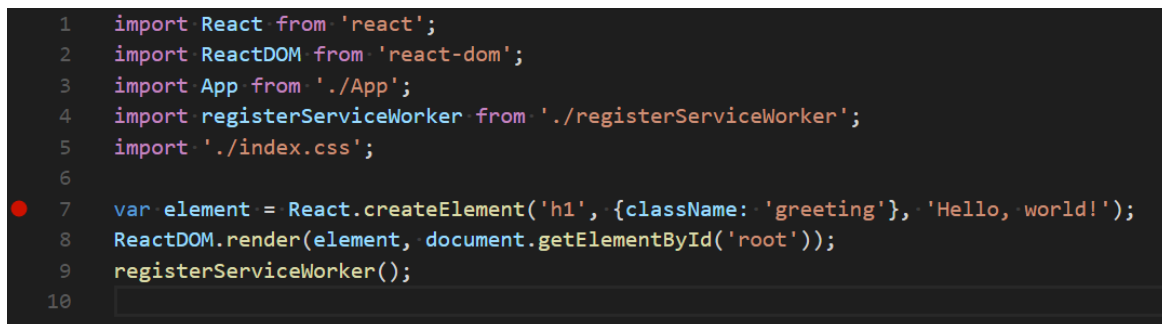 1 import React from 'react';
2 import ReactDOM from 'react-dom';
3 import App from './App';
4 import registerServiceWorker from './registerServiceWorker';
5 import './index.css';
6
7 var element = React.createElement('h1', {className: 'greeting'}, 'Hello, world!');
8 ReactDOM.render(element, document.getElementById('root'));
9 registerServiceWorker();
10